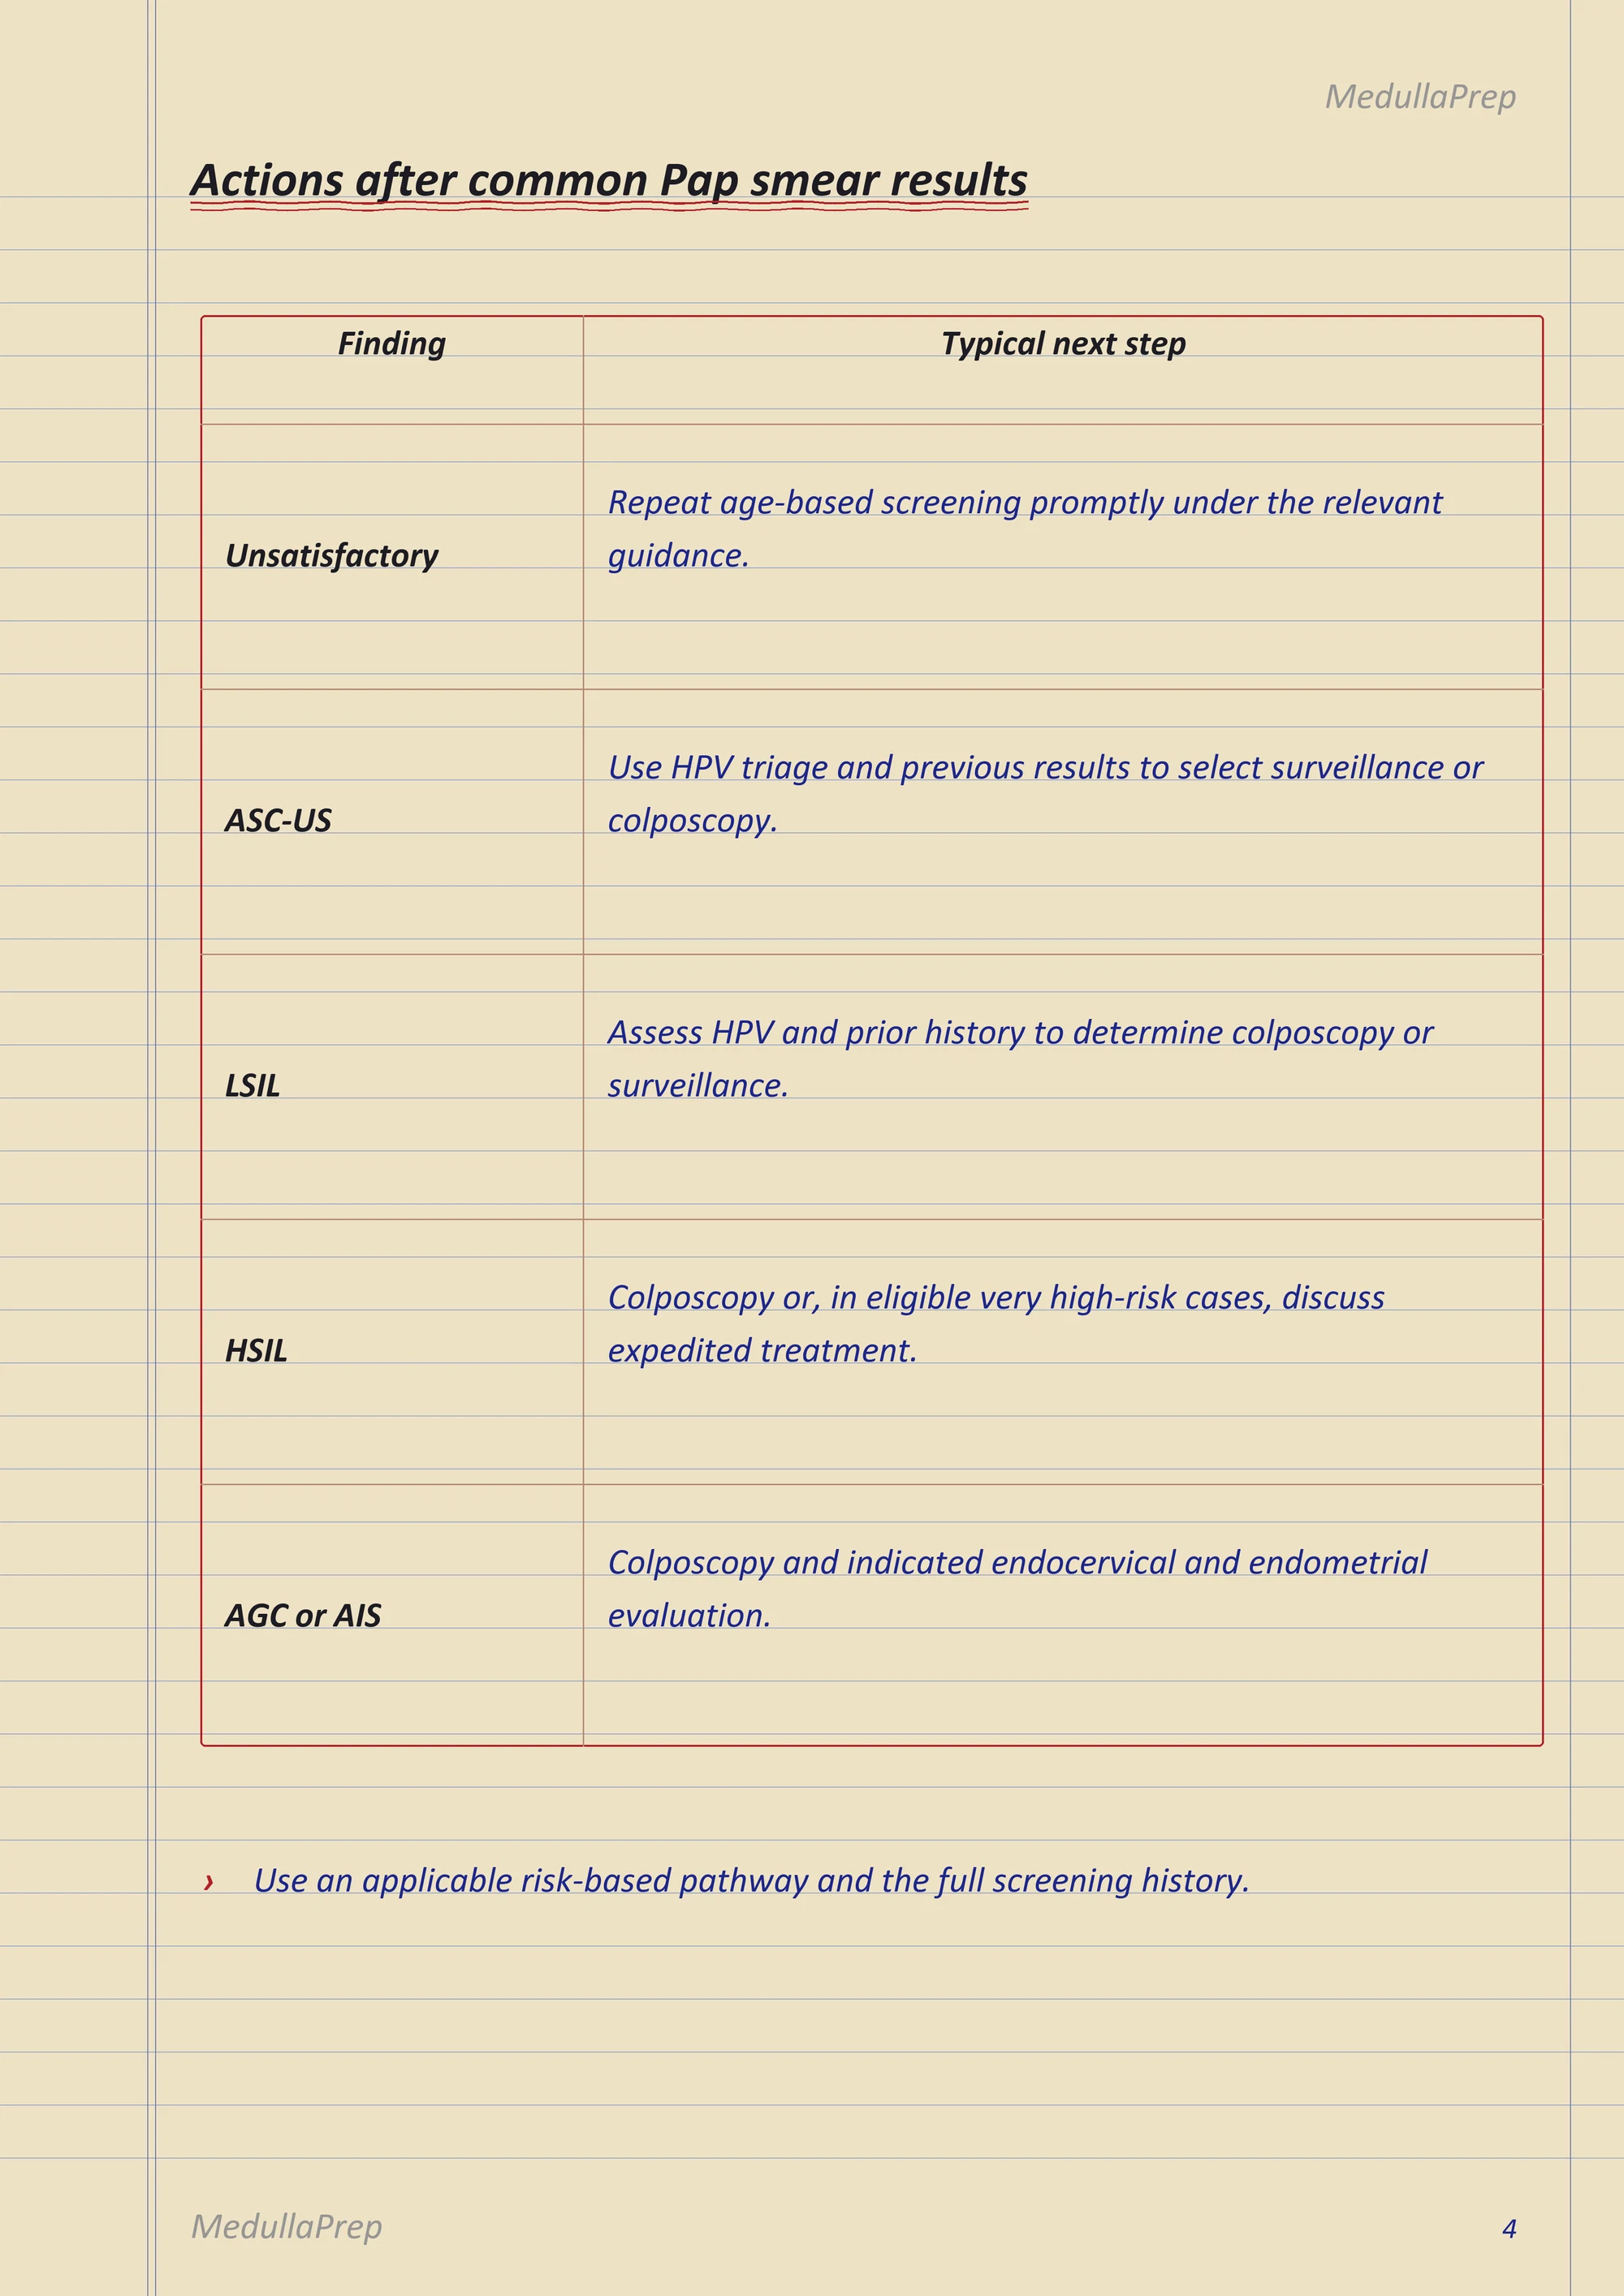 MedullaPrep
Actions after common Pap smear results
Finding
Typical next step
Unsatisfactory
Repeat age-based screening promptly under the relevant
guidance.
ASC-US
Use HPV triage and previous results to select surveillance or
colposcopy.
LSIL
Assess HPV and prior history to determine colposcopy or
surveillance.
HSIL
Colposcopy or, in eligible very high-risk cases, discuss
expedited treatment.
AGC or AIS
Colposcopy and indicated endocervical and endometrial
evaluation.
› Use an applicable risk-based pathway and the full screening history.
MedullaPrep
4